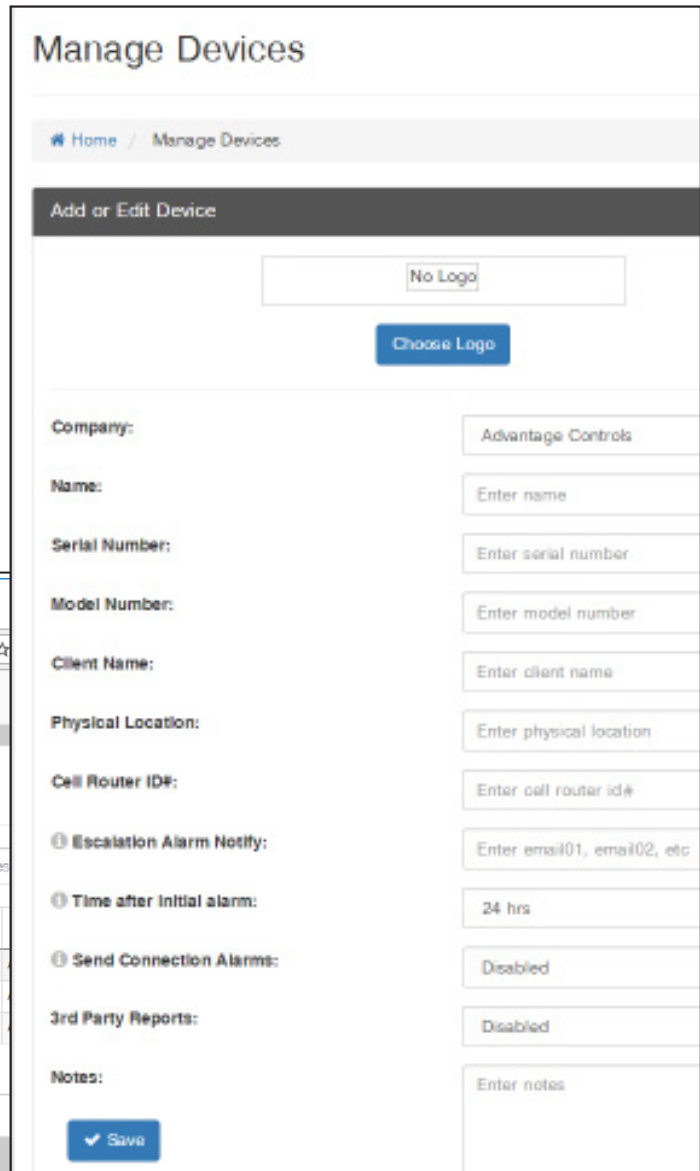 Manage Devices
Home / Manage Devices
Add or Edit Device
No Logo
Choose Logo
Company: Advantage Controls
Name: Enter name
Serial Number: Enter serial number
Model Number: Enter model number
Client Name: Enter client name
Physical Location: Enter physical location
Cell Router ID#: Enter cell router id#
Escalation Alarm Notify: Enter email01, email02, etc
Time after initial alarm: 24 hrs
Send Connection Alarms: Disabled
3rd Party Reports: Disabled
Notes: Enter notes
Save